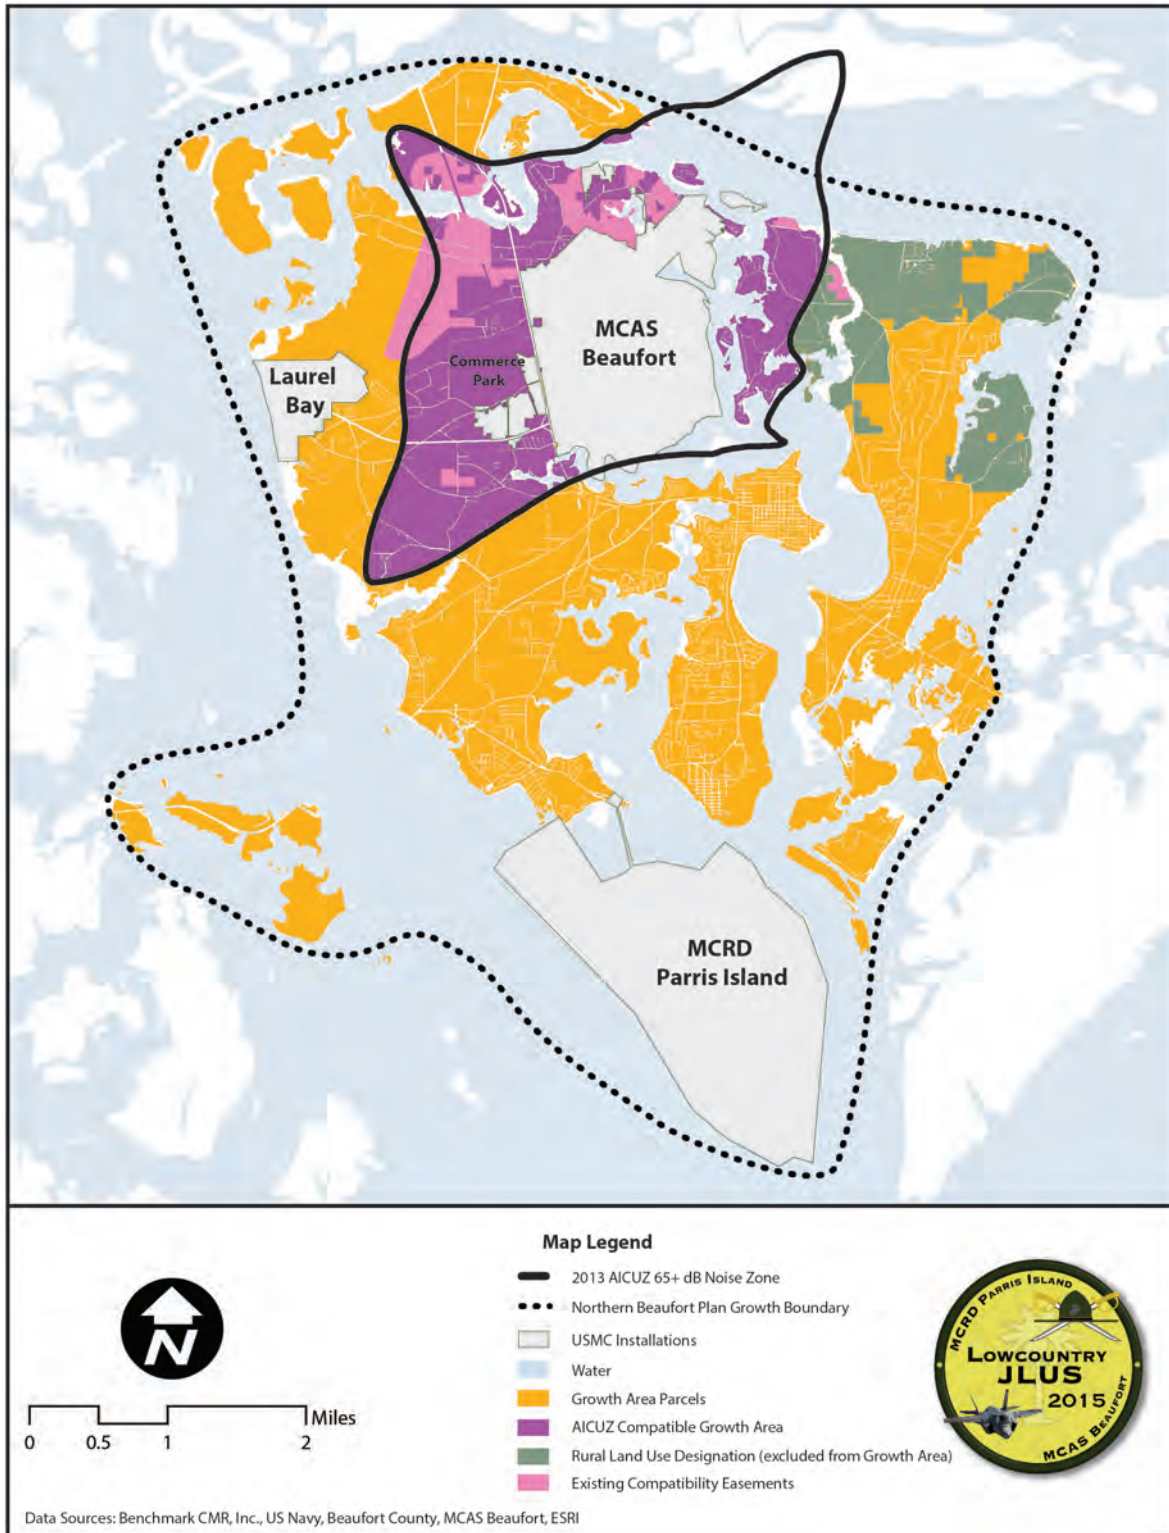 MCAS
Beaufort
Commerce
Park
Laurel
Bay
MCRD
Parris Island
Map Legend
2013 AICUZ 65+ dB Noise Zone
Northern Beaufort Plan Growth Boundary
USMC Installations
Water
Growth Area Parcels
AICUZ Compatible Growth Area
Rural Land Use Designation (excluded from Growth Area)
Existing Compatibility Easements
N
Miles
0 0.5 1 2
MCRD PARRIS ISLAND
LOWCOUNTRY
JLUS
2015
MCAS BEAUFORT
Data Sources: Benchmark CMR, Inc., US Navy, Beaufort County, MCAS Beaufort, ESRI